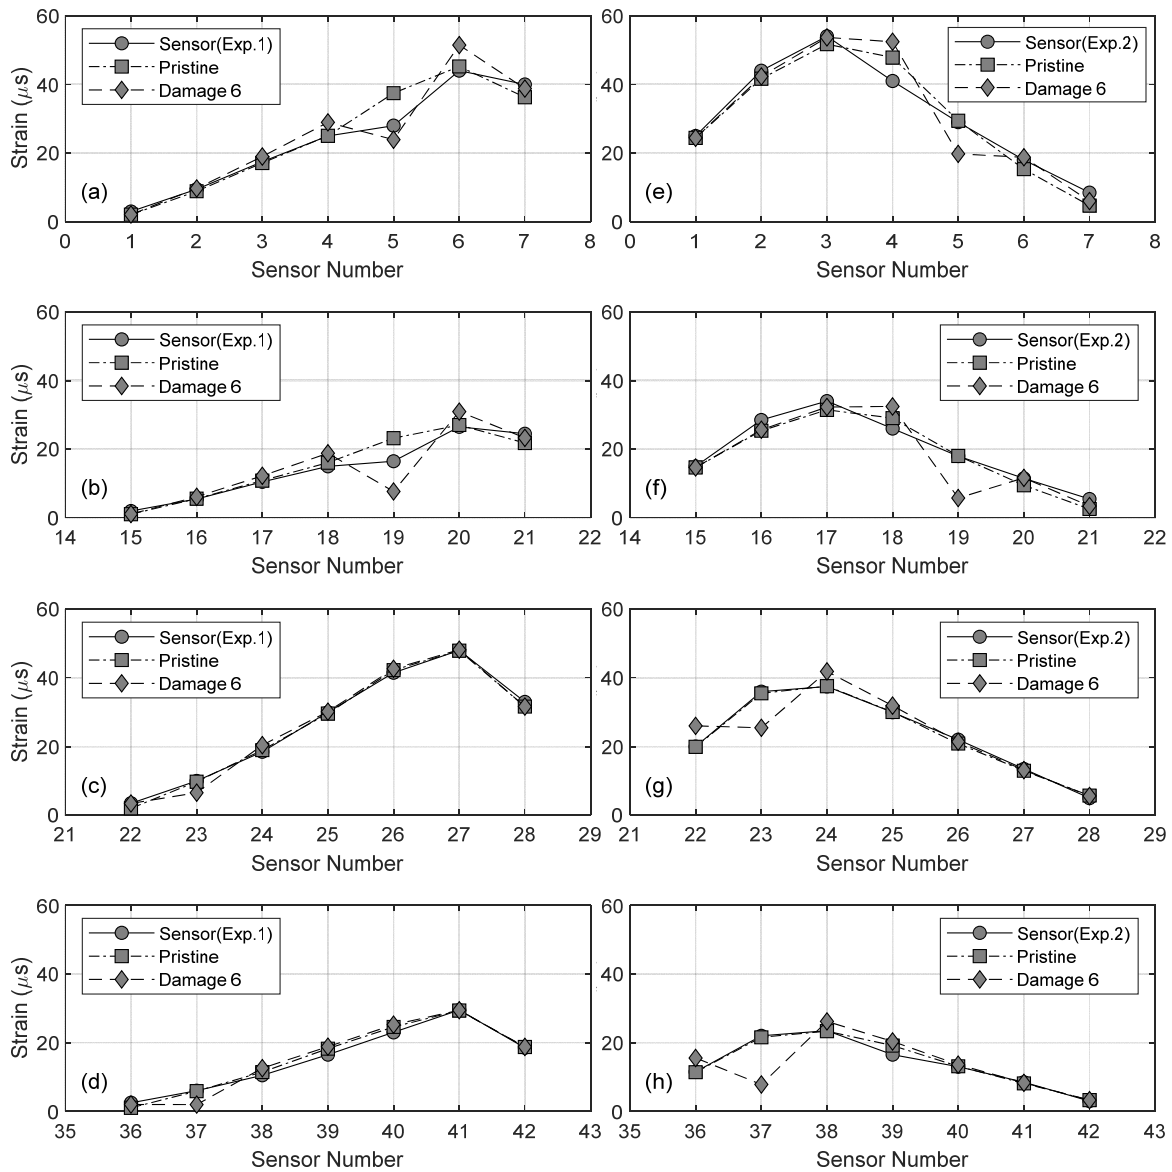 60
40
20
0
Strain (μs)
Sensor(Exp.1)
Pristine
Damage 6
(a)
0 1 2 3 4 5 6 7 8
Sensor Number
60
40
20
0
Sensor(Exp.2)
Pristine
Damage 6
(e)
0 1 2 3 4 5 6 7 8
Sensor Number
60
40
20
0
Strain (μs)
Sensor(Exp.1)
Pristine
Damage 6
(b)
14 15 16 17 18 19 20 21 22
Sensor Number
60
40
20
0
Sensor(Exp.2)
Pristine
Damage 6
(f)
14 15 16 17 18 19 20 21 22
Sensor Number
60
40
20
0
Strain (μs)
Sensor(Exp.1)
Pristine
Damage 6
(c)
21 22 23 24 25 26 27 28 29
Sensor Number
60
40
20
0
Sensor(Exp.2)
Pristine
Damage 6
(g)
21 22 23 24 25 26 27 28 29
Sensor Number
60
40
20
0
Strain (μs)
Sensor(Exp.1)
Pristine
Damage 6
(d)
35 36 37 38 39 40 41 42 43
Sensor Number
60
40
20
0
Sensor(Exp.2)
Pristine
Damage 6
(h)
35 36 37 38 39 40 41 42 43
Sensor Number